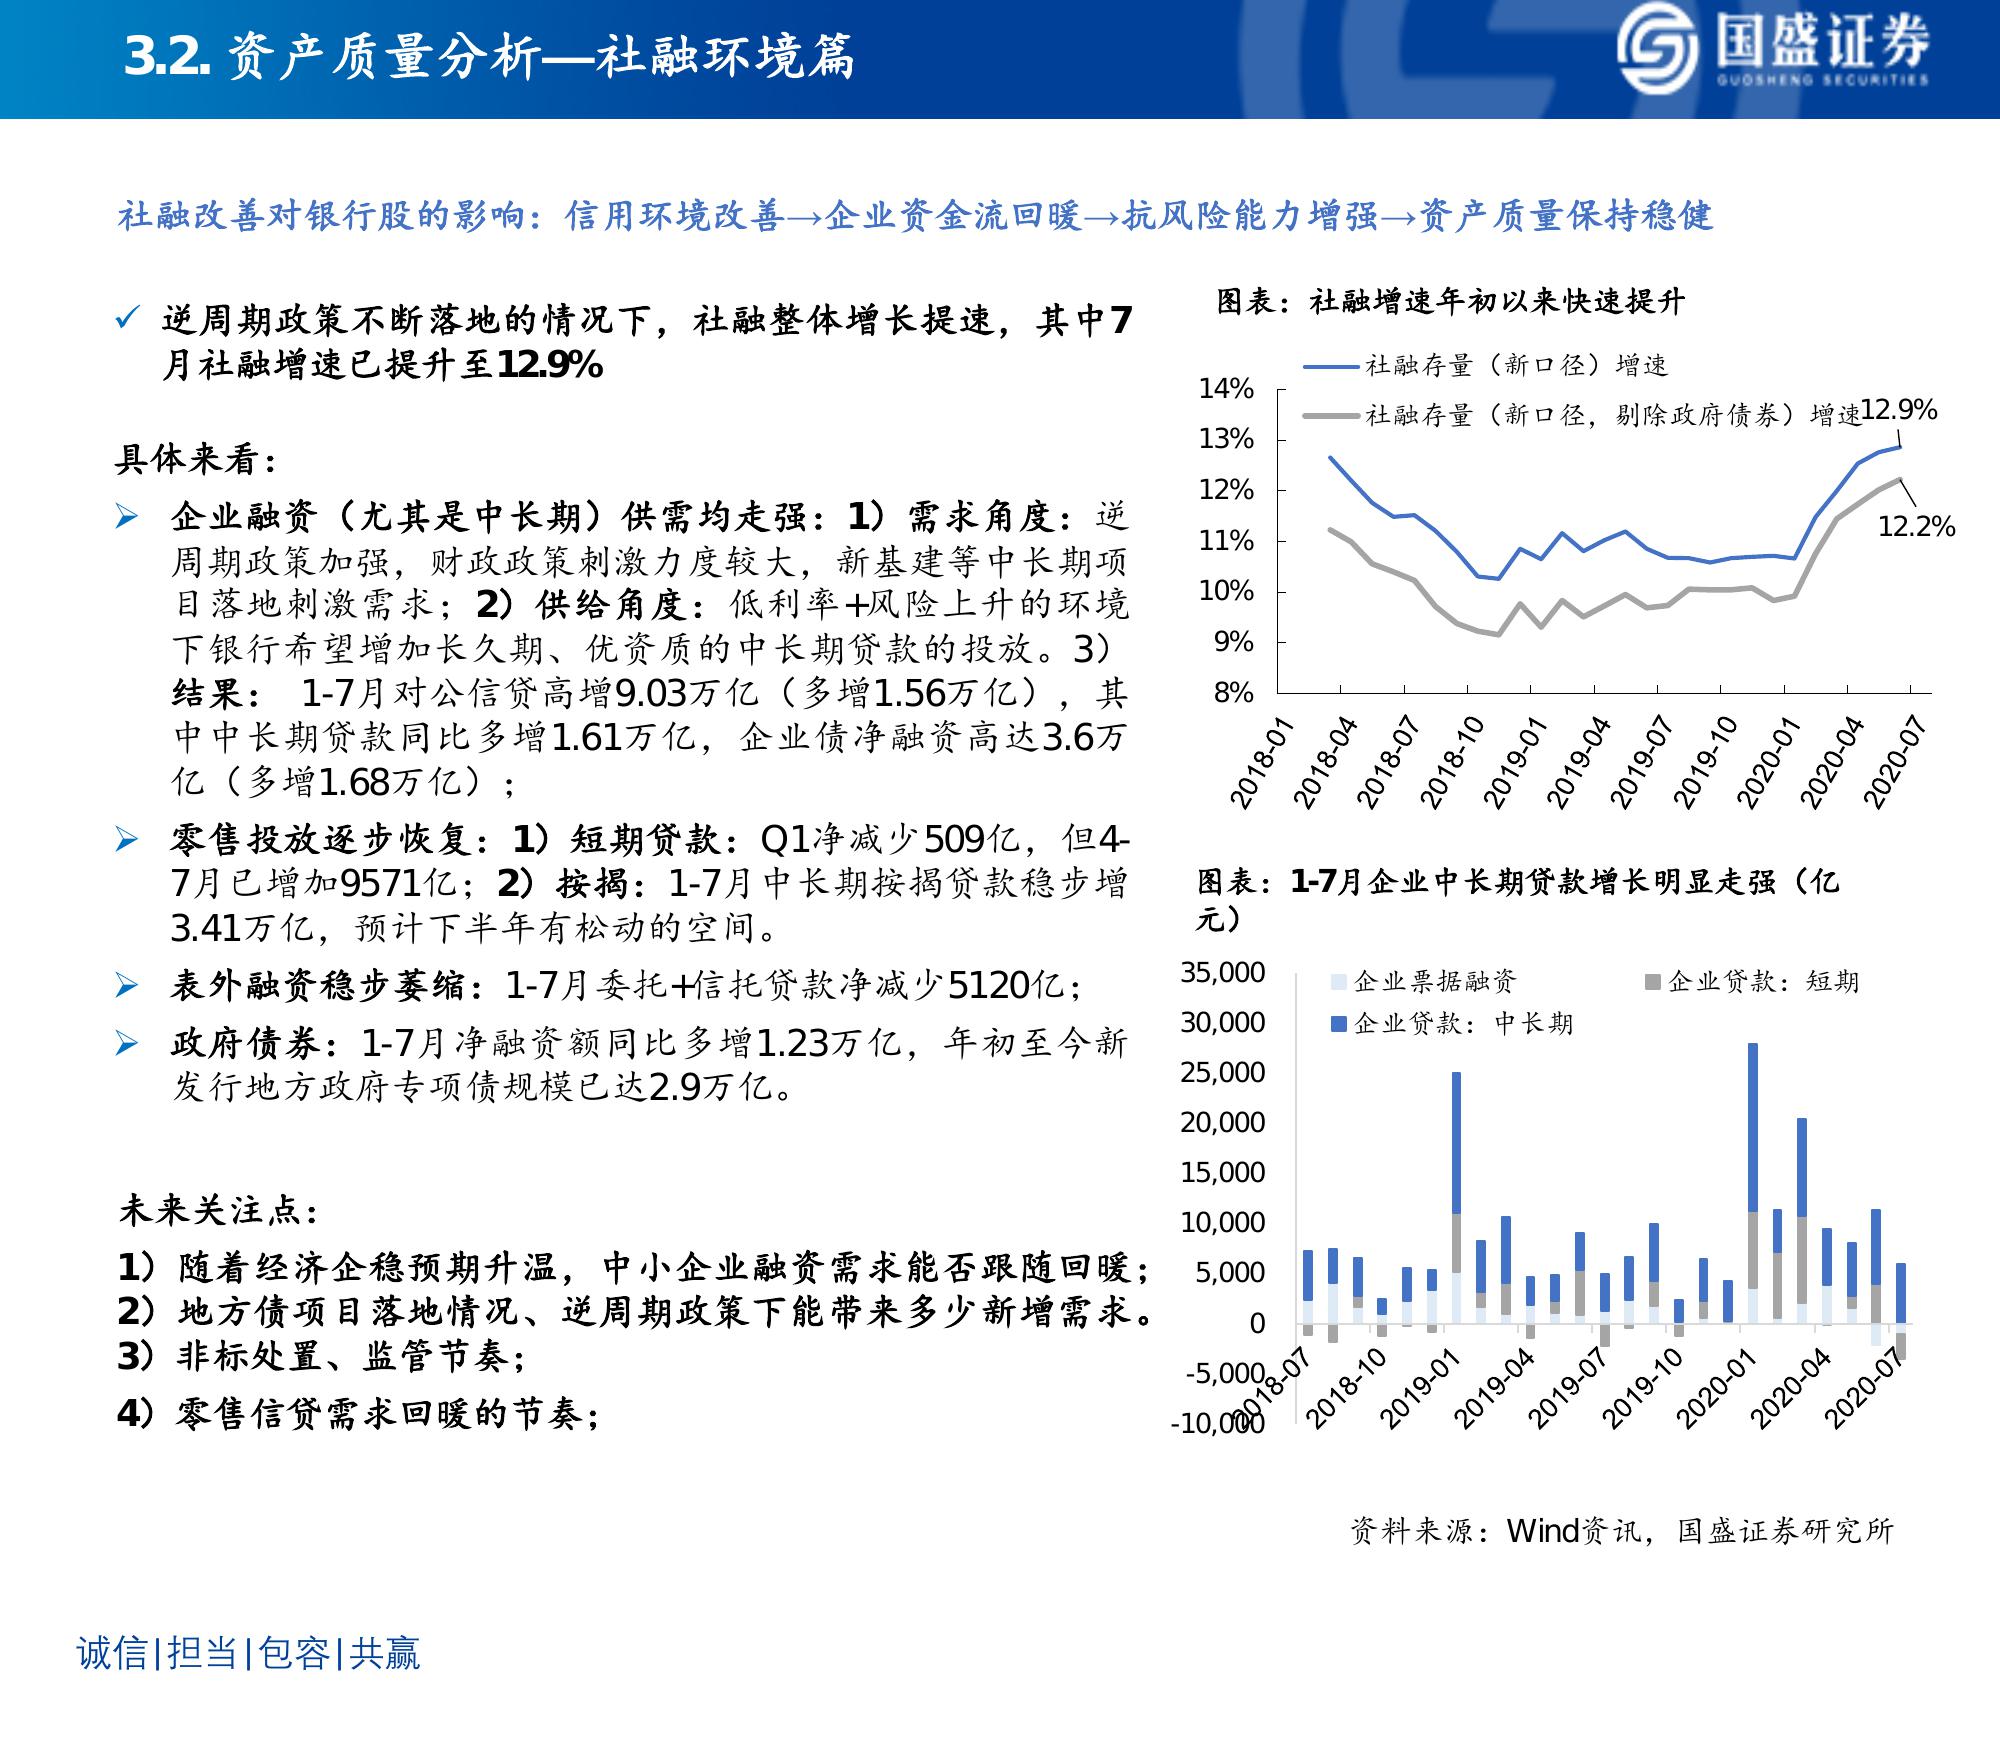 3.2. 资产质量分析—社融环境篇
国盛证券
GUOSHENG SECURITIES
社融改善对银行股的影响：信用环境改善→企业资金流回暖→抗风险能力增强→资产质量保持稳健
✓ 逆周期政策不断落地的情况下，社融整体增长提速，其中7
月社融增速已提升至12.9%
具体来看：
➢ 企业融资（尤其是中长期）供需均走强：1）需求角度：逆
周期政策加强，财政政策刺激力度较大，新基建等中长期项
目落地刺激需求；2）供给角度：低利率+风险上升的环境
下银行希望增加长久期、优资质的中长期贷款的投放。3）
结果： 1-7月对公信贷高增9.03万亿（多增1.56万亿），其
中中长期贷款同比多增1.61万亿，企业债净融资高达3.6万
亿（多增1.68万亿）；
➢ 零售投放逐步恢复：1）短期贷款：Q1净减少509亿，但4-
7月已增加9571亿；2）按揭：1-7月中长期按揭贷款稳步增
3.41万亿，预计下半年有松动的空间。
➢ 表外融资稳步萎缩：1-7月委托+信托贷款净减少5120亿；
➢ 政府债券：1-7月净融资额同比多增1.23万亿，年初至今新
发行地方政府专项债规模已达2.9万亿。
未来关注点：
1）随着经济企稳预期升温，中小企业融资需求能否跟随回暖；
2）地方债项目落地情况、逆周期政策下能带来多少新增需求。
3）非标处置、监管节奏；
4）零售信贷需求回暖的节奏；
图表：社融增速年初以来快速提升
社融存量（新口径）增速
社融存量（新口径，剔除政府债券）增速
12.9%
12.2%
14%
13%
12%
11%
10%
9%
8%
2018-01
2018-04
2018-07
2018-10
2019-01
2019-04
2019-07
2019-10
2020-01
2020-04
2020-07
图表：1-7月企业中长期贷款增长明显走强（亿
元）
企业票据融资
企业贷款：短期
企业贷款：中长期
35,000
30,000
25,000
20,000
15,000
10,000
5,000
0
-5,000
-10,000
2018-07
2018-10
2019-01
2019-04
2019-07
2019-10
2020-01
2020-04
2020-07
资料来源：Wind资讯，国盛证券研究所
诚信|担当|包容|共赢